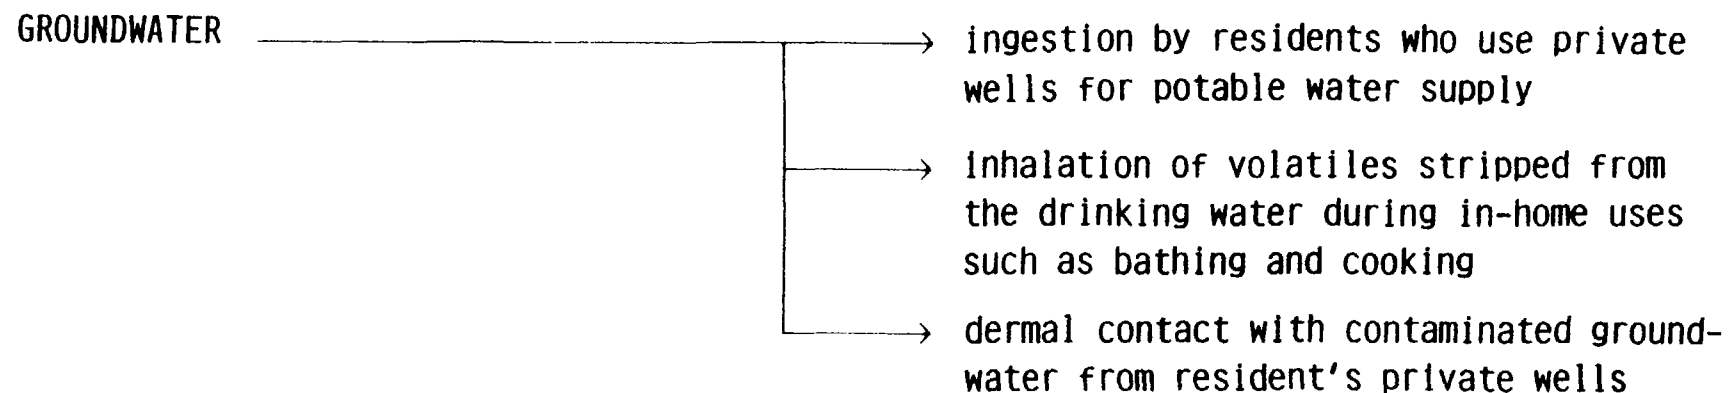 GROUNDWATER
ingestion by residents who use private
wells for potable water supply
inhalation of volatiles stripped from
the drinking water during in-home uses
such as bathing and cooking
dermal contact with contaminated ground-
water from resident's private wells